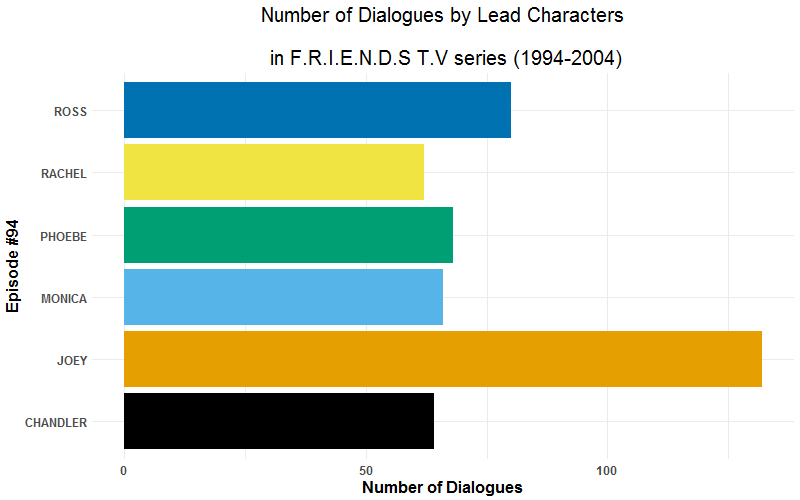 Number of Dialogues by Lead Characters
in F.R.I.E.N.D.S T.V series (1994-2004)
Episode #94
ROSS
RACHEL
PHOEBE
MONICA
JOEY
CHANDLER
0 50 100
Number of Dialogues